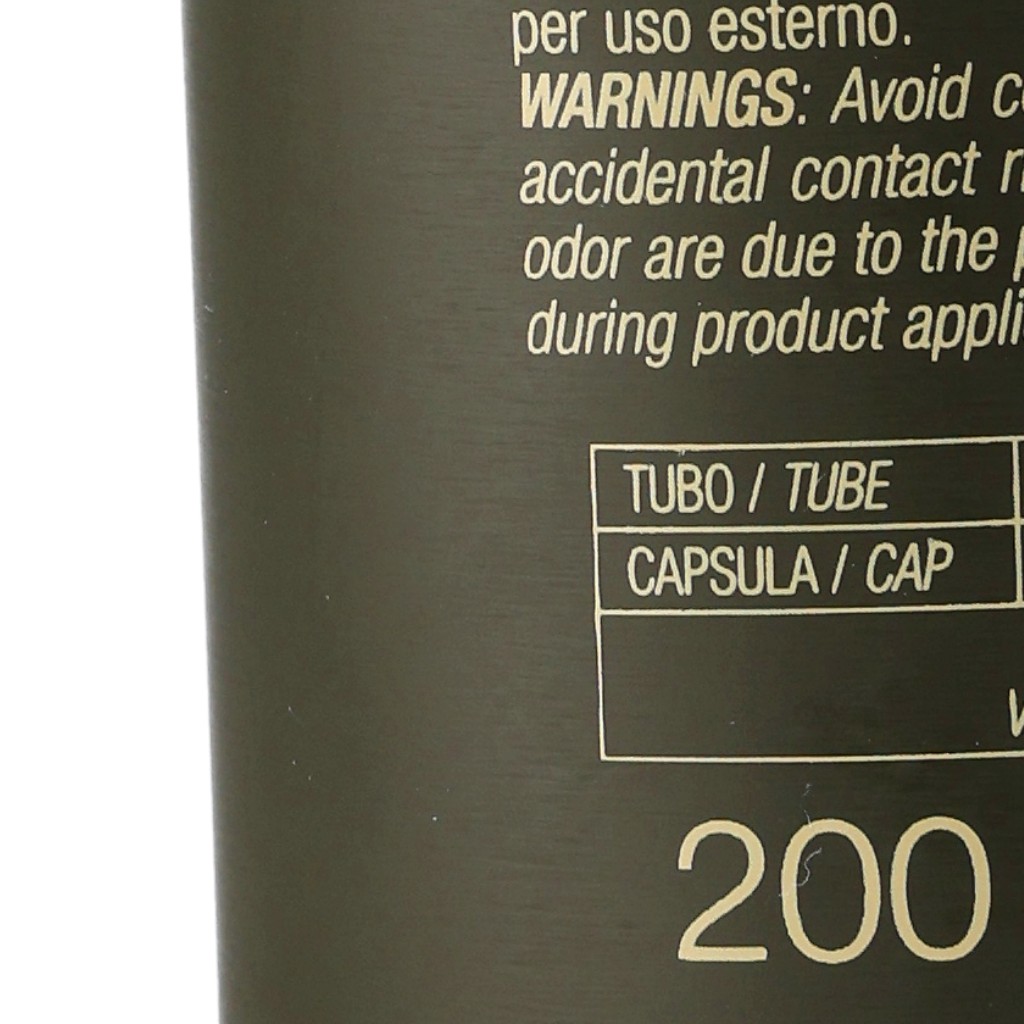 per uso esterno.
WARNINGS: Avoid
accidental contact
odor are due to the
during product
TUBO / TUBE
CAPSULA / CAP
200